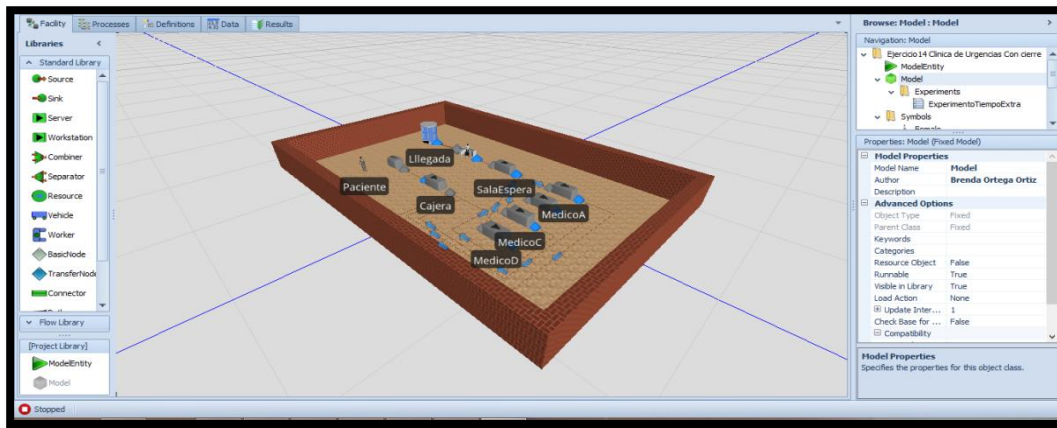 Facility
Processes
Definitions
Data
Results
Libraries
Standard Library
Source
Sink
Server
Workstation
Combiner
Separator
Resource
Vehicle
Worker
BasicNode
TransferNode
Connector
Flow Library
[Project Library]
ModelEntity
Model
Stopped
Lllegada
Paciente
SalaEspera
Cajera
MedicoA
MedicoC
MedicoD
Browse: Model : Model
Navigation: Model
Ejercicio14 Clinica de Urgencias Con cierre
ModelEntity
Model
Experiments
ExperimentoTiempoExtra
Symbols
Properties: Model (Fixed Model)
Model Properties
Model Name Model
Author Brenda Ortega Ortiz
Description
Advanced Options
Object Type Fixed
Parent Class Fixed
Keywords
Categories
Resource Object False
Runnable True
Visible in Library True
Load Action None
Update Inter... 1
Check Base for ... False
Compatibility
Model Properties
Specifies the properties for this object class.